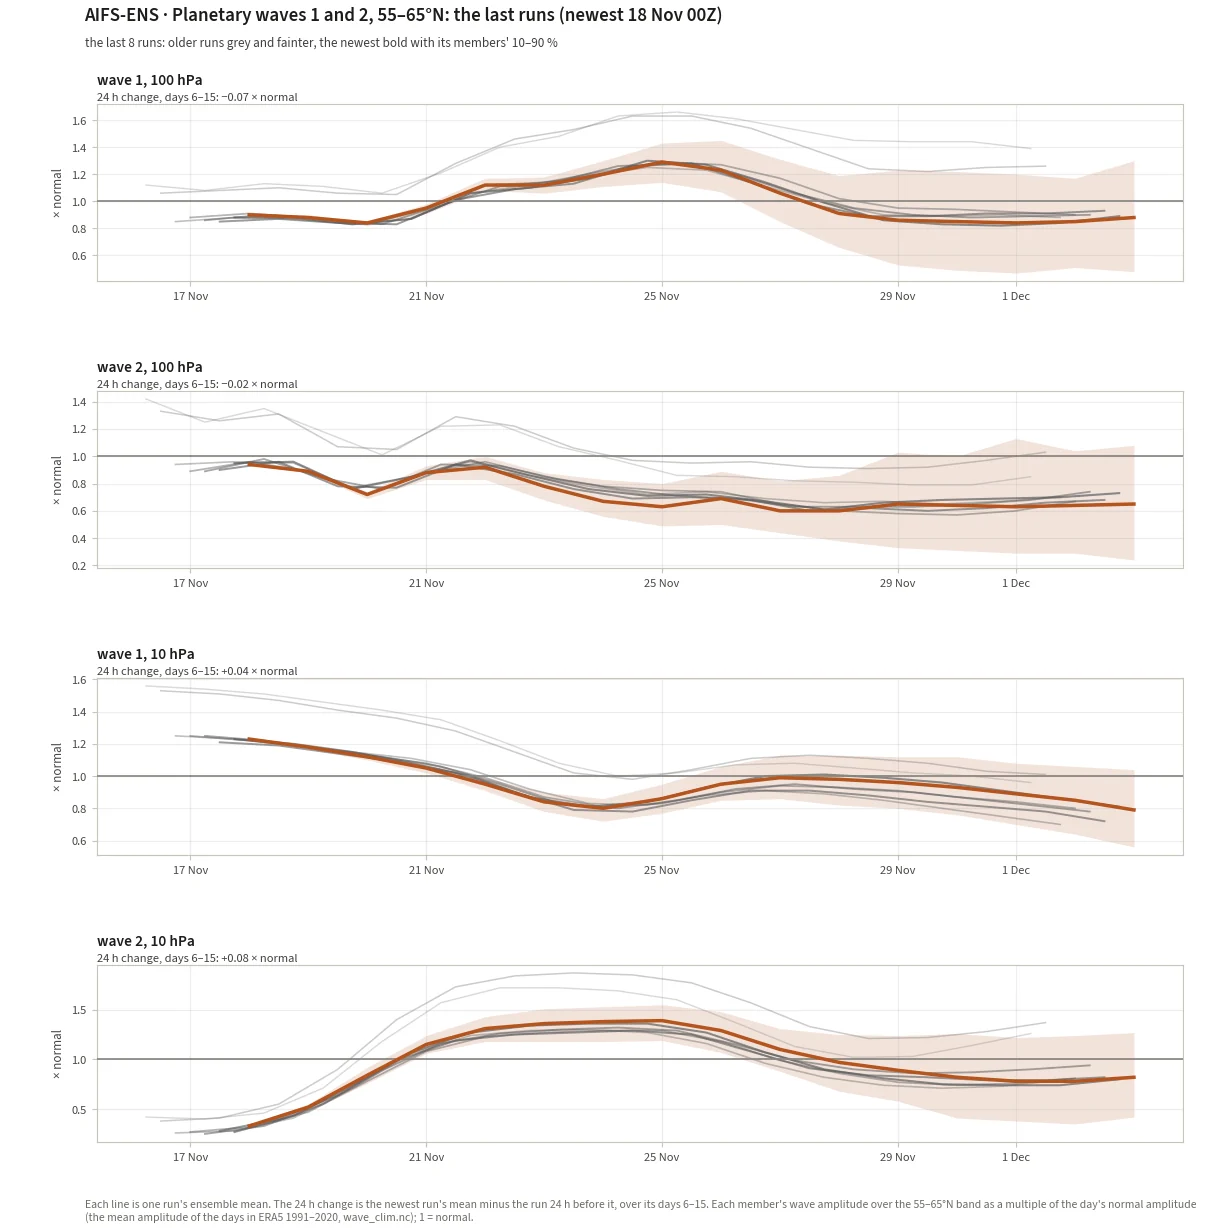 AIFS-ENS · Planetary waves 1 and 2, 55–65°N: the last runs (newest 18 Nov 00Z)
the last 8 runs: older runs grey and fainter, the newest bold with its members' 10–90 %
wave 1, 100 hPa
24 h change, days 6–15: −0.07 × normal
× normal
1.6
1.4
1.2
1.0
0.8
0.6
17 Nov
21 Nov
25 Nov
29 Nov
1 Dec
wave 2, 100 hPa
24 h change, days 6–15: −0.02 × normal
× normal
1.4
1.2
1.0
0.8
0.6
0.4
0.2
17 Nov
21 Nov
25 Nov
29 Nov
1 Dec
wave 1, 10 hPa
24 h change, days 6–15: +0.04 × normal
× normal
1.6
1.4
1.2
1.0
0.8
0.6
17 Nov
21 Nov
25 Nov
29 Nov
1 Dec
wave 2, 10 hPa
24 h change, days 6–15: +0.08 × normal
× normal
1.5
1.0
0.5
17 Nov
21 Nov
25 Nov
29 Nov
1 Dec
Each line is one run's ensemble mean. The 24 h change is the newest run's mean minus the run 24 h before it, over its days 6–15. Each member's wave amplitude over the 55–65°N band as a multiple of the day's normal amplitude
(the mean amplitude of the days in ERA5 1991–2020, wave_clim.nc); 1 = normal.